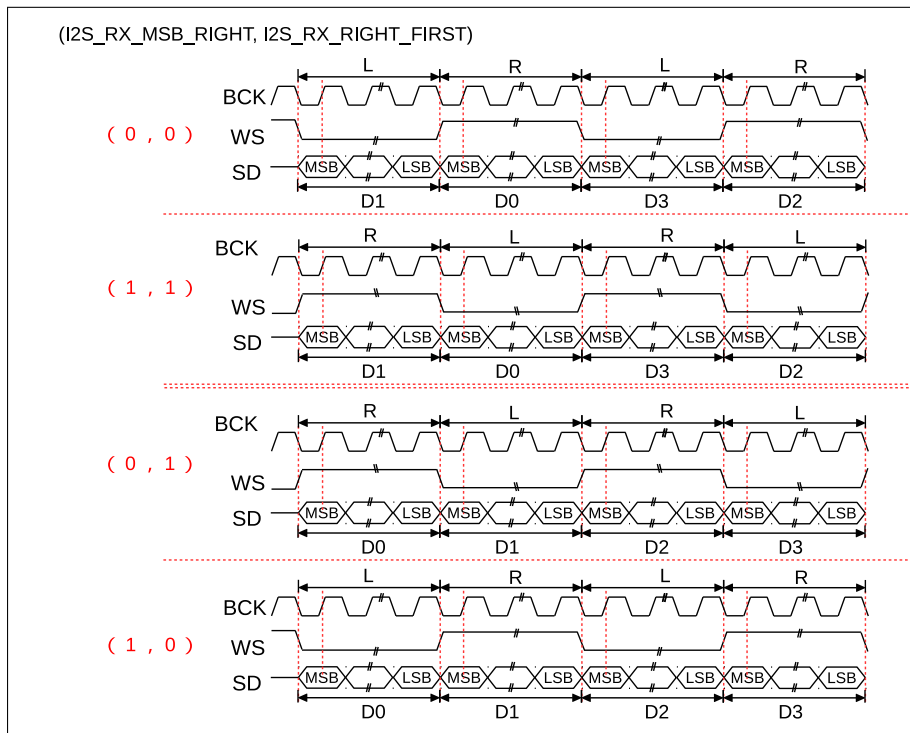 (I2S_RX_MSB_RIGHT, I2S_RX_RIGHT_FIRST)
L R L R
BCK
( 0 , 0 )
WS
SD MSB LSB MSB LSB MSB LSB MSB LSB
D1 D0 D3 D2
R L R L
BCK
( 1 , 1 )
WS
SD MSB LSB MSB LSB MSB LSB MSB LSB
D1 D0 D3 D2
R L R L
BCK
( 0 , 1 )
WS
SD MSB LSB MSB LSB MSB LSB MSB LSB
D0 D1 D2 D3
L R L R
BCK
( 1 , 0 )
WS
SD MSB LSB MSB LSB MSB LSB MSB LSB
D0 D1 D2 D3